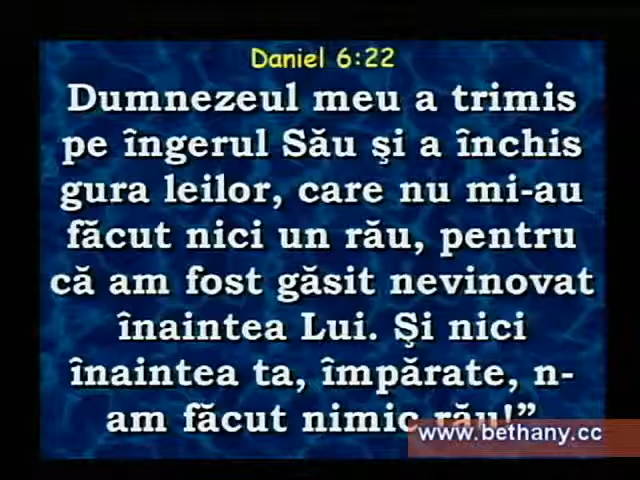 Daniel 6:22
Dumnezeul meu a trimis
pe îngerul Său şi a închis
gura leilor, care nu mi-au
făcut nici un rău, pentru
că am fost găsit nevinovat
înaintea Lui. Şi nici
înaintea ta, împărate, n-
am făcut nimic rău!”
www.bethany.cc